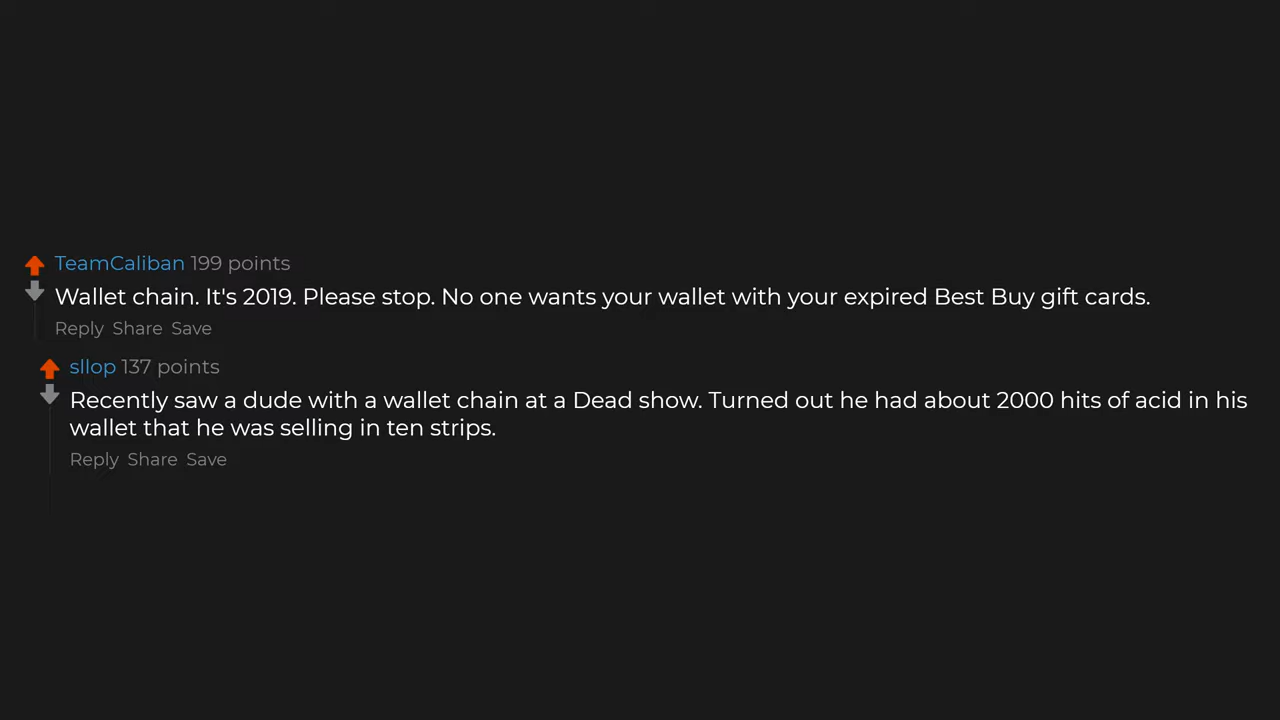 TeamCaliban 199 points
Wallet chain. It's 2019. Please stop. No one wants your wallet with your expired Best Buy gift cards.
Reply Share Save
sllop 137 points
Recently saw a dude with a wallet chain at a Dead show. Turned out he had about 2000 hits of acid in his
wallet that he was selling in ten strips.
Reply Share Save